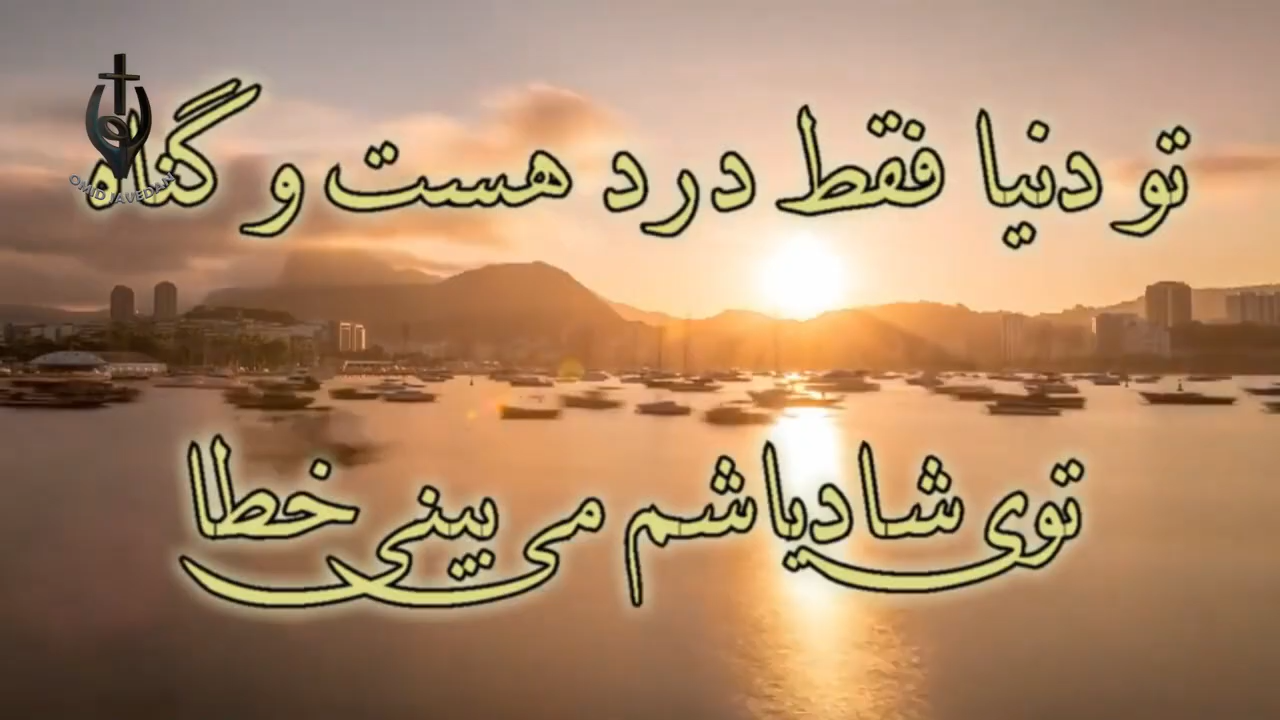 OMID JAVEDAN
تو دنیا فقط درد هست و گناه
توی شادیاشم می بینی خطا